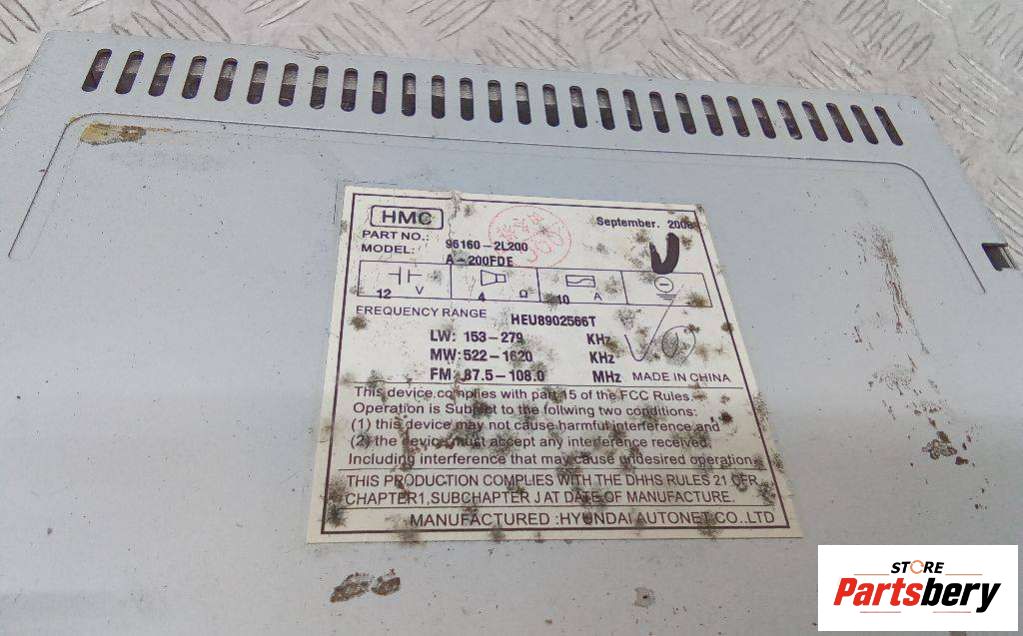 HMC
September. 2008
PART NO.: 96160-2L200
MODEL: A-200FDE
12 V 4 Ω 10 A
FREQUENCY RANGE HEU8902566T
LW: 153-279 KHz
MW:522-1620 KHz
FM: 87.5-108.0 MHz MADE IN CHINA
This device complies with part 15 of the FCC Rules
Operation is Subject to the follwing two conditions:
(1) this device may not cause harmful interference and
(2) the device must accept any interference received,
Including interference that may cause undesired operation.
THIS PRODUCTION COMPLIES WITH THE DHHS RULES 21 CFR
CHAPTER1, SUBCHAPTER J AT DATE OF MANUFACTURE.
MANUFACTURED :HYUNDAI AUTONET CO.,LTD
STORE
Partsbery